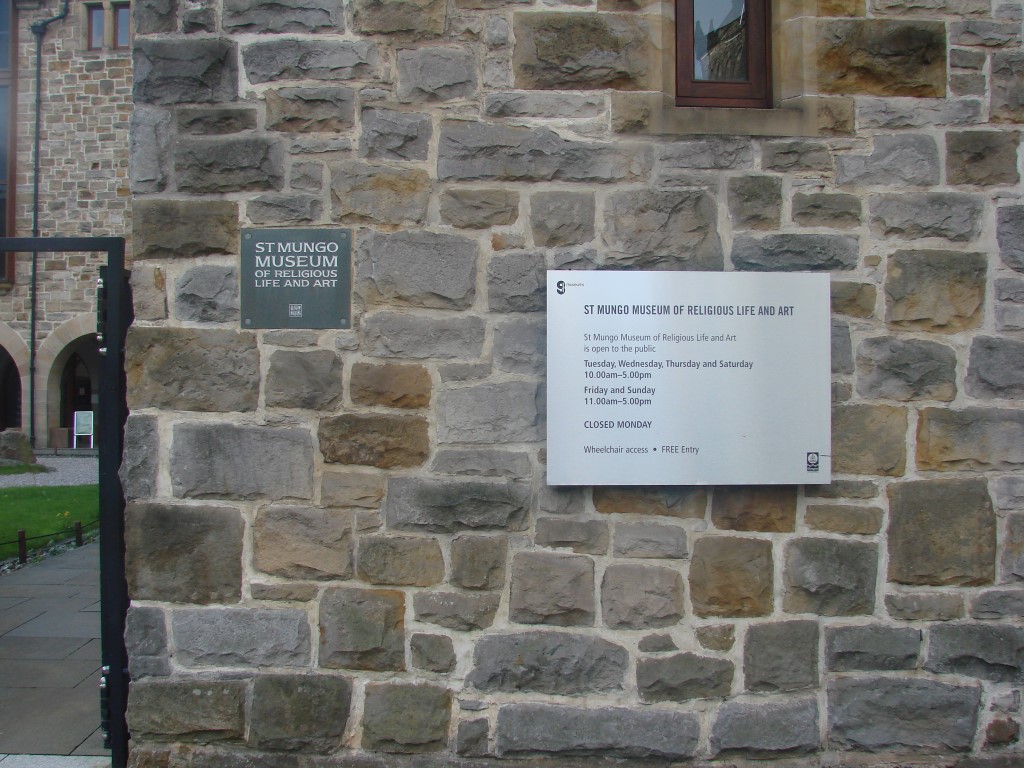 ST MUNGO
MUSEUM
OF RELIGIOUS
LIFE AND ART
ST MUNGO MUSEUM OF RELIGIOUS LIFE AND ART
St Mungo Museum of Religious Life and Art
is open to the public
Tuesday, Wednesday, Thursday and Saturday
10.00am–5.00pm
Friday and Sunday
11.00am–5.00pm
CLOSED MONDAY
Wheelchair access • FREE Entry